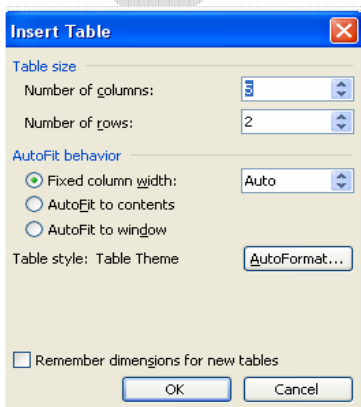 Insert Table
Table size
Number of columns: 5
Number of rows: 2
AutoFit behavior
Fixed column width: Auto
AutoFit to contents
AutoFit to window
Table style: Table Theme AutoFormat...
Remember dimensions for new tables
OK Cancel